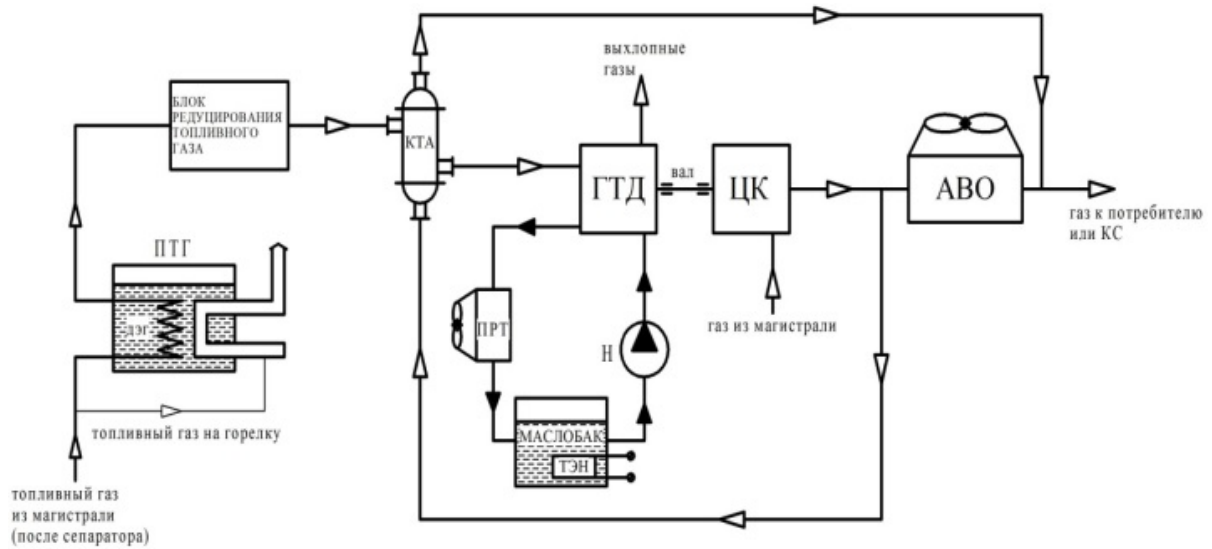 выхлопные
газы
БЛОК
РЕДУЦИРОВАНИЯ
ТОПЛИВНОГО
ГАЗА
КТА
ГТД
вал
ЦК
АВО
газ к потребителю
или КС
ПТГ
ДЭГ
ПРТ
Н
газ из магистрали
топливный газ на горелку
МАСЛОБАК
ТЭН
топливный газ
из магистрали
(после сепаратора)